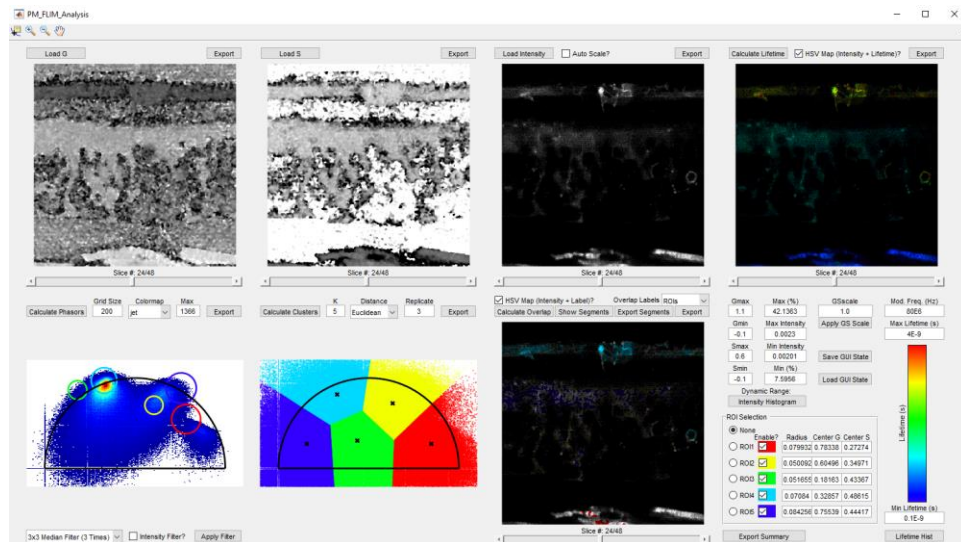 PM_FLIM_Analysis
Load G Export Load S Export Load Intensity Auto Scale? Export Calculate Lifetime HSV Map (Intensity + Lifetime)? Export
Slice #: 24/48 Slice #: 24/48 Slice #: 24/48 Slice #: 24/48
Grid Size Colormap Max
Calculate Phasors 200 jet 1366 Export
K Distance Replicate
Calculate Clusters 5 Euclidean 3 Export
HSV Map (Intensity + Label)? Overlap Labels ROIs
Calculate Overlap Show Segments Export Segments Export
Slice #: 24/48
Gmax Max (%) GSscale Mod. Freq. (Hz)
1.1 42.1363 1.0 80E6
Gmin Max Intensity Apply GS Scale Max Lifetime (s)
-0.1 0.0023 4E-9
Smax Min Intensity
0.6 0.00201 Save GUI State
Smin Min (%)
-0.1 7.5956 Load GUI State
Dynamic Range:
Intensity Histogram
Lifetime (s)
ROI Selection
None
Enable? Radius Center G Center S
ROI1 0.079932 0.78338 0.27274
ROI2 0.050092 0.60496 0.34971
ROI3 0.051655 0.18163 0.43367
ROI4 0.07084 0.32857 0.48615
ROI5 0.084256 0.75539 0.44417
Min Lifetime (s)
0.1E-9
3x3 Median Filter (3 Times) Intensity Filter? Apply Filter
Export Summary Lifetime Hist